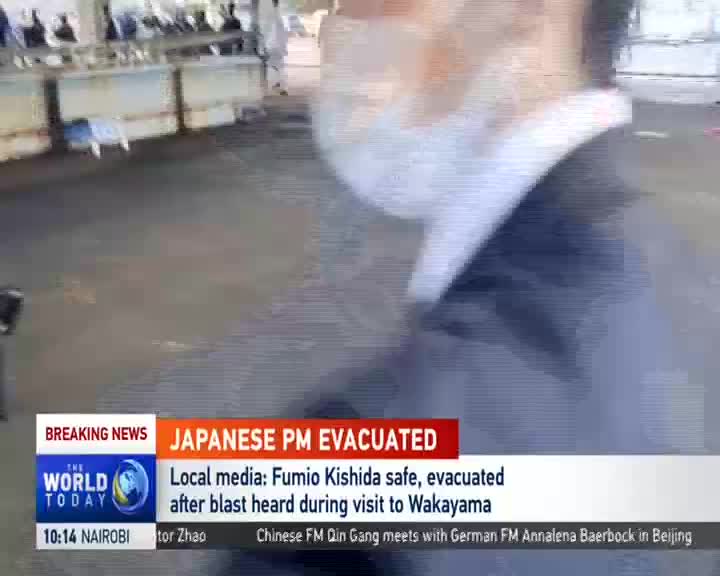 BREAKING NEWS
JAPANESE PM EVACUATED
THE
WORLD
TODAY
Local media: Fumio Kishida safe, evacuated
after blast heard during visit to Wakayama
10:14 NAIROBI
tor Zhao Chinese FM Qin Gang meets with German FM Annalena Baerbock in Beijing